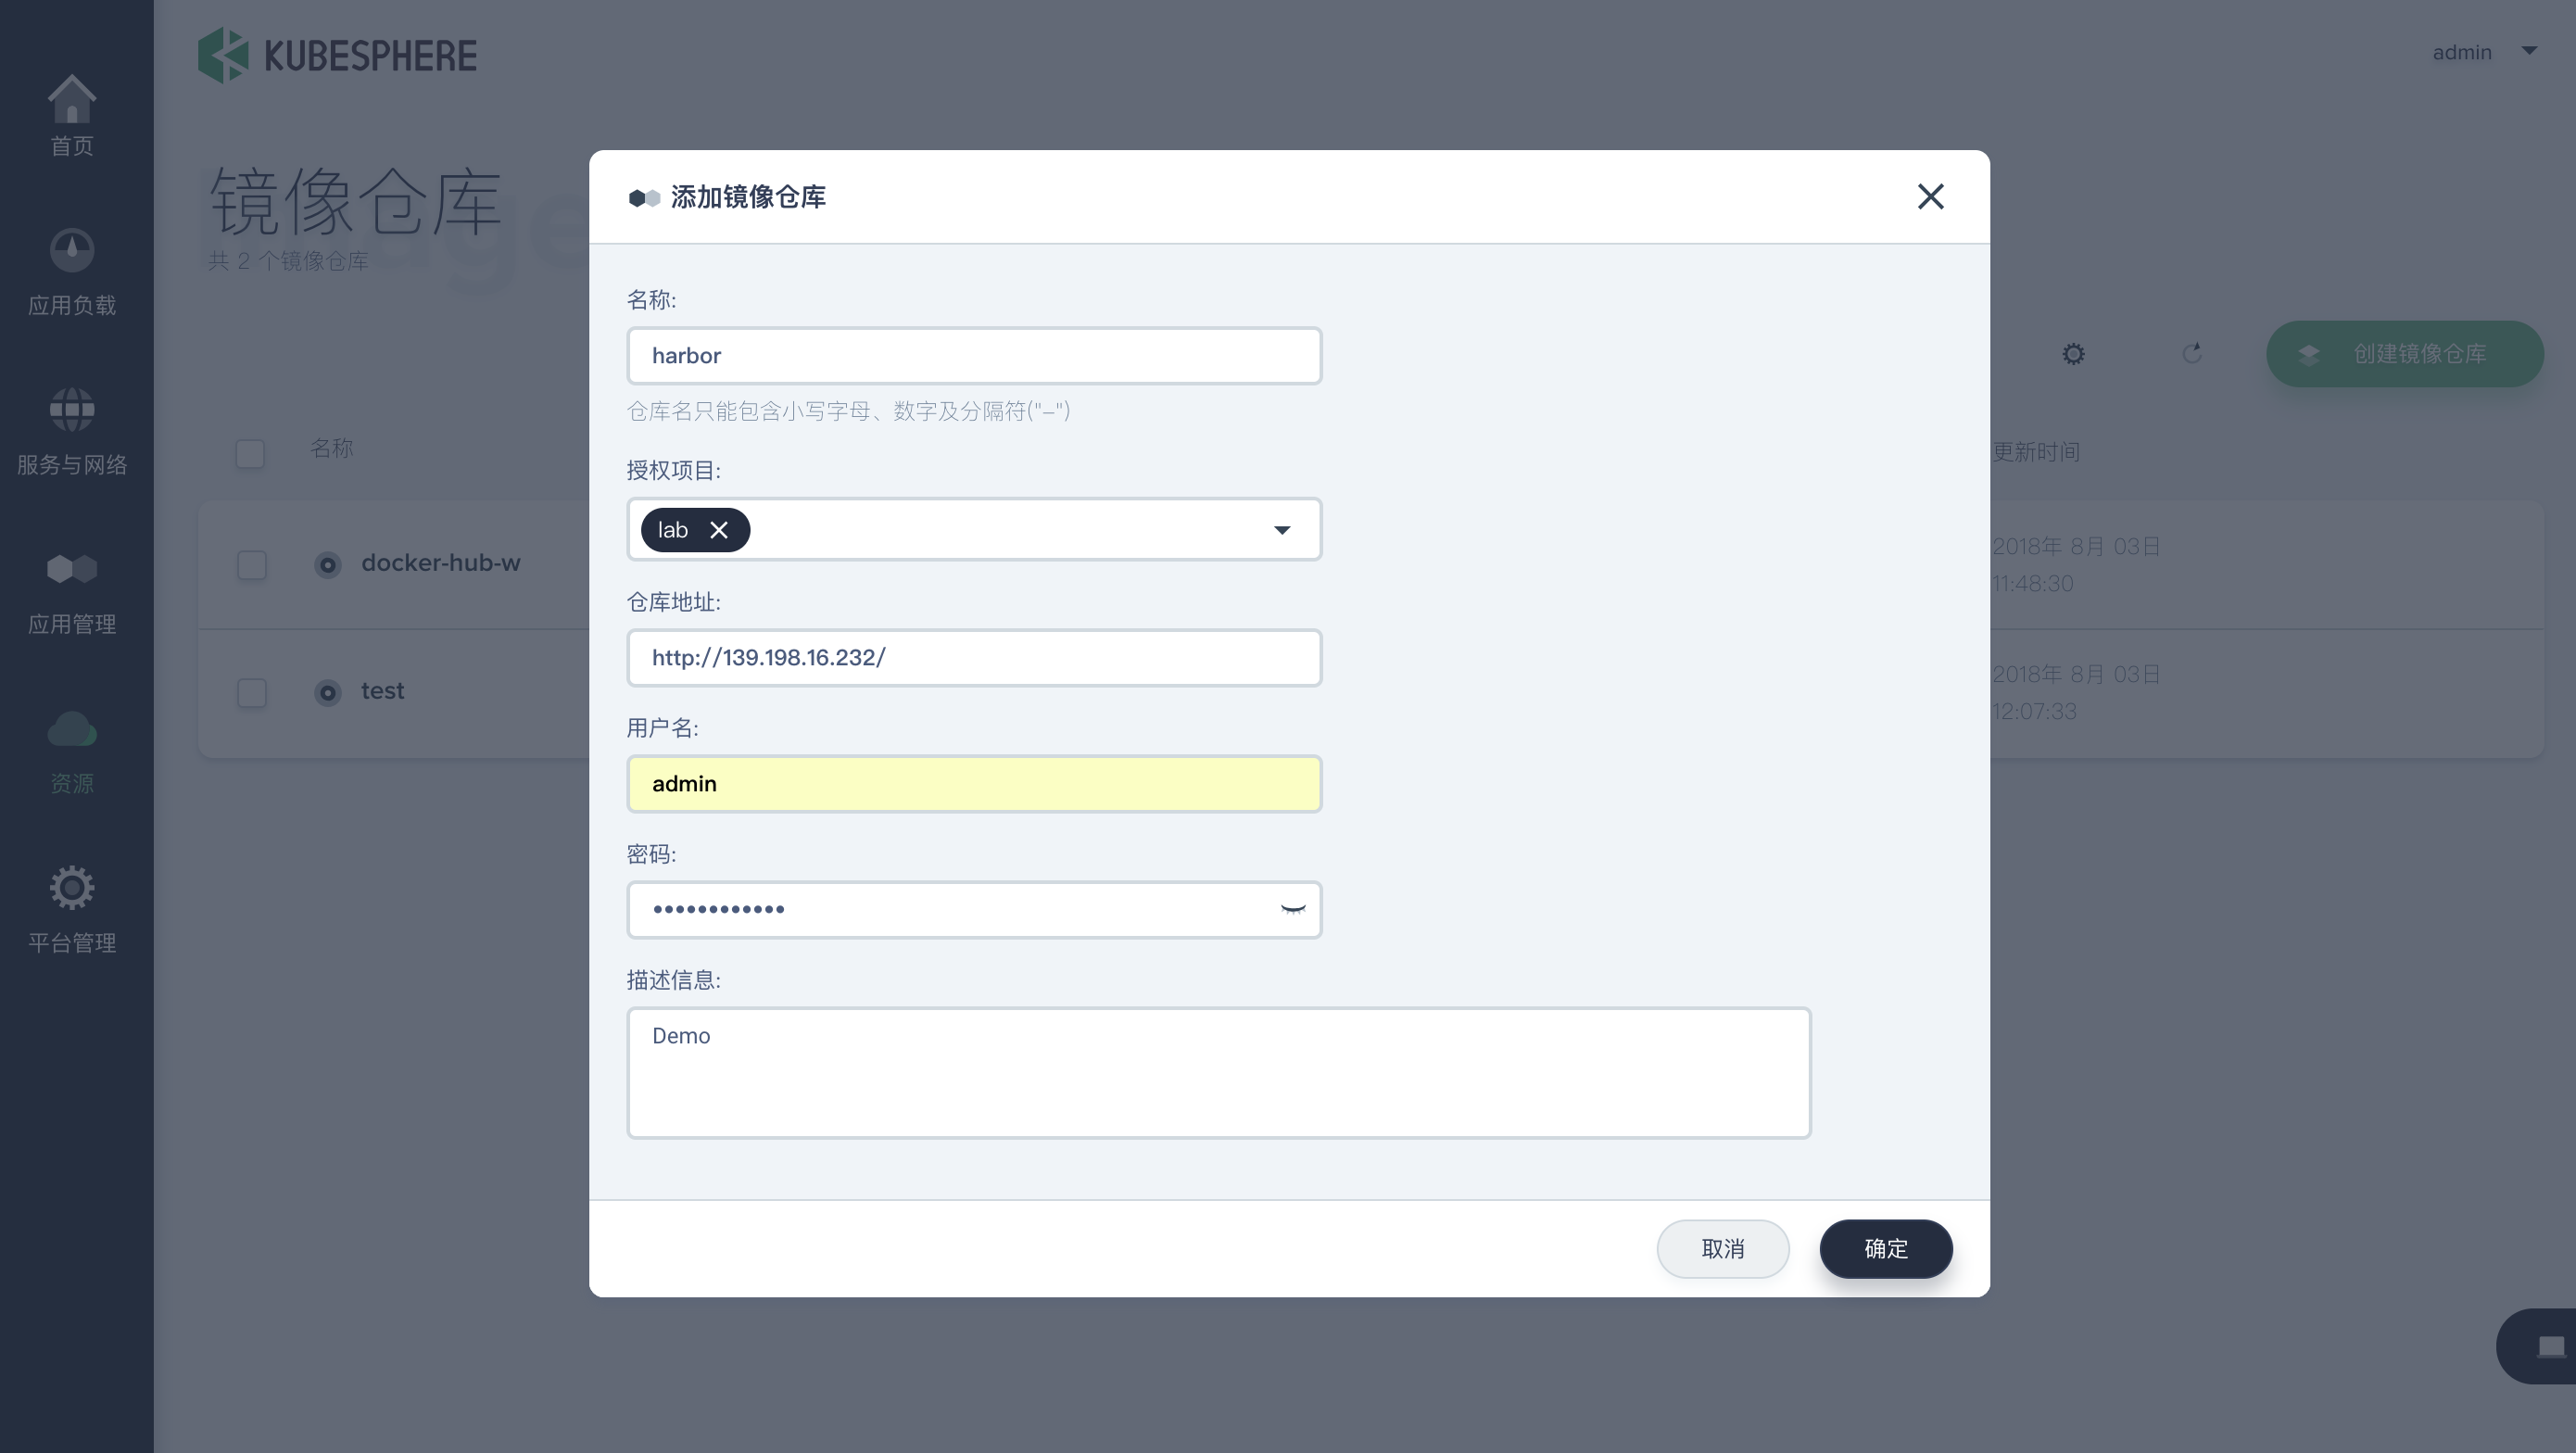 KUBESPHERE
admin
首页
应用负载
服务与网络
应用管理
资源
平台管理
镜像仓库
共 2 个镜像仓库
创建镜像仓库
名称
更新时间
docker-hub-w
2018年 8月 03日
11:48:30
test
2018年 8月 03日
12:07:33
添加镜像仓库
名称:
harbor
仓库名只能包含小写字母、数字及分隔符("–")
授权项目:
lab
仓库地址:
http://139.198.16.232/
用户名:
admin
密码:
••••••••••••
描述信息:
Demo
取消
确定